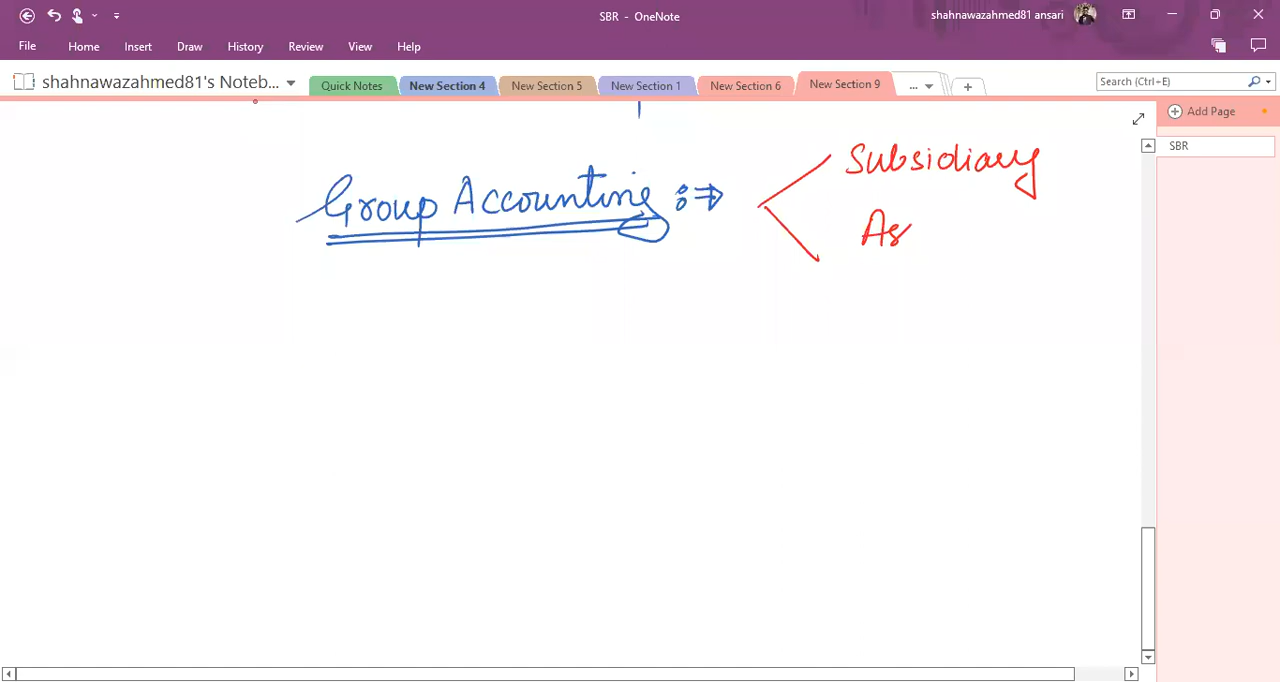 SBR - OneNote
shahnawazahmed81 ansari
File Home Insert Draw History Review View Help
shahnawazahmed81's Noteb...
Quick Notes New Section 4 New Section 5 New Section 1 New Section 6 New Section 9 ...
Search (Ctrl+E)
Add Page
SBR
Group Accounting :⇒
Subsidiary
As